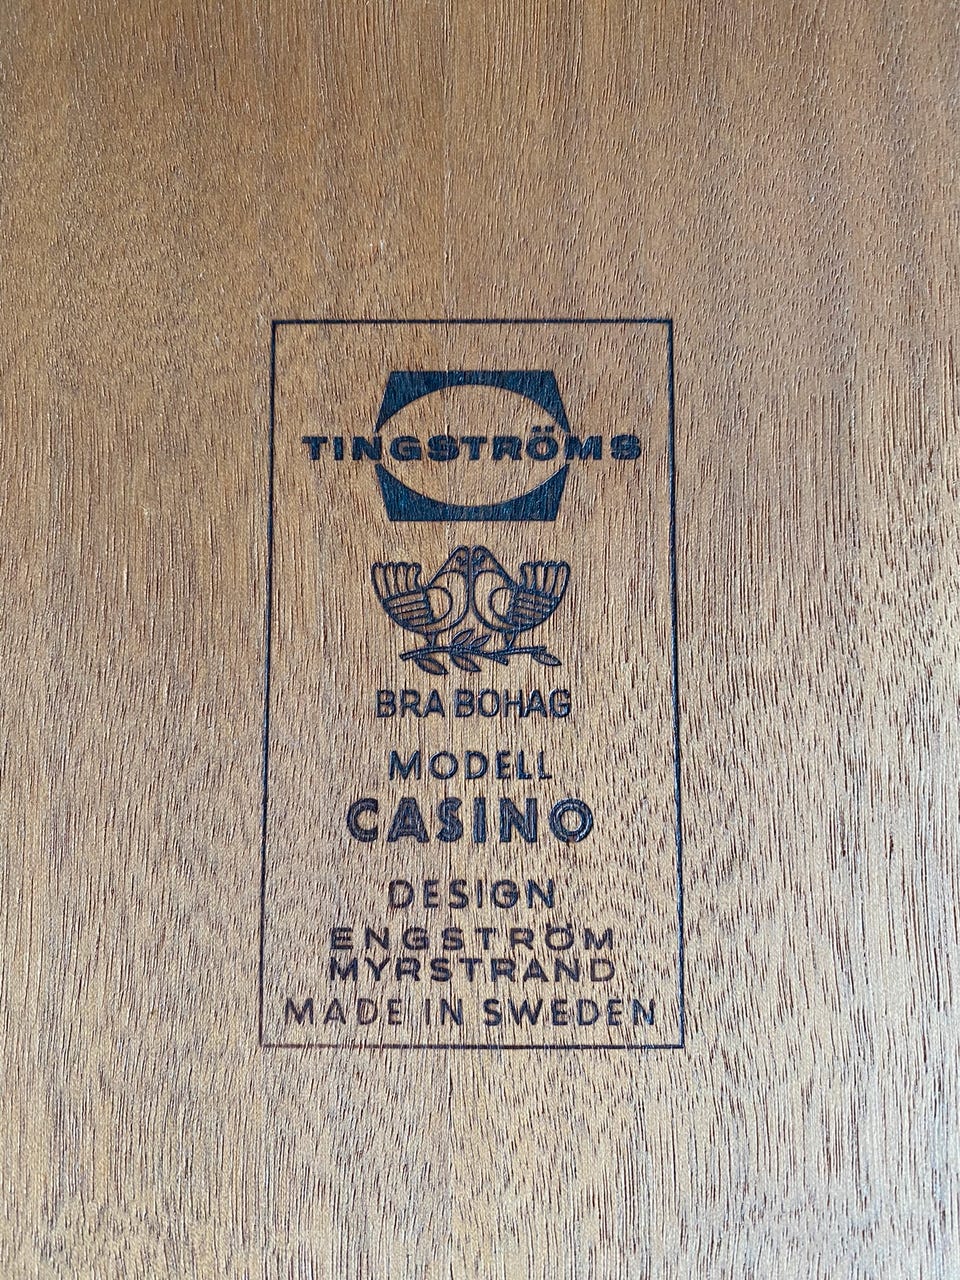 TINGSTRÖMS
BRA BOHAG
MODELL
CASINO
DESIGN
ENGSTRÖM
MYRSTRAND
MADE IN SWEDEN